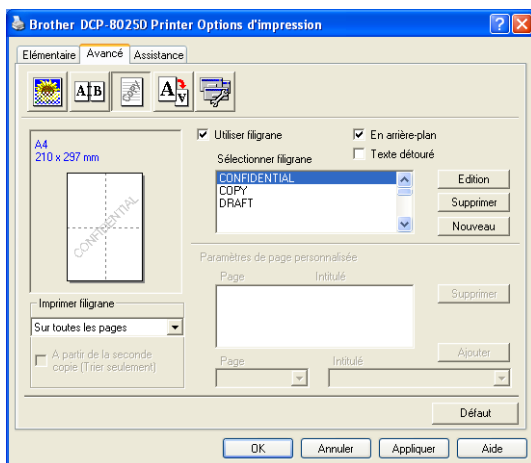 Brother DCP-8025D Printer Options d'impression
Elémentaire Avancé Assistance
A B
COPY
A A
A4
210 x 297 mm
CONFIDENTIAL
Utiliser filigrane
En arrière-plan
Texte détouré
Sélectionner filigrane
CONFIDENTIAL
COPY
DRAFT
Edition
Supprimer
Nouveau
Imprimer filigrane
Sur toutes les pages
A partir de la seconde
copie (Trier seulement)
Paramètres de page personnalisée
Page Intitulé
Supprimer
Ajouter
Page Intitulé
Défaut
OK Annuler Appliquer Aide